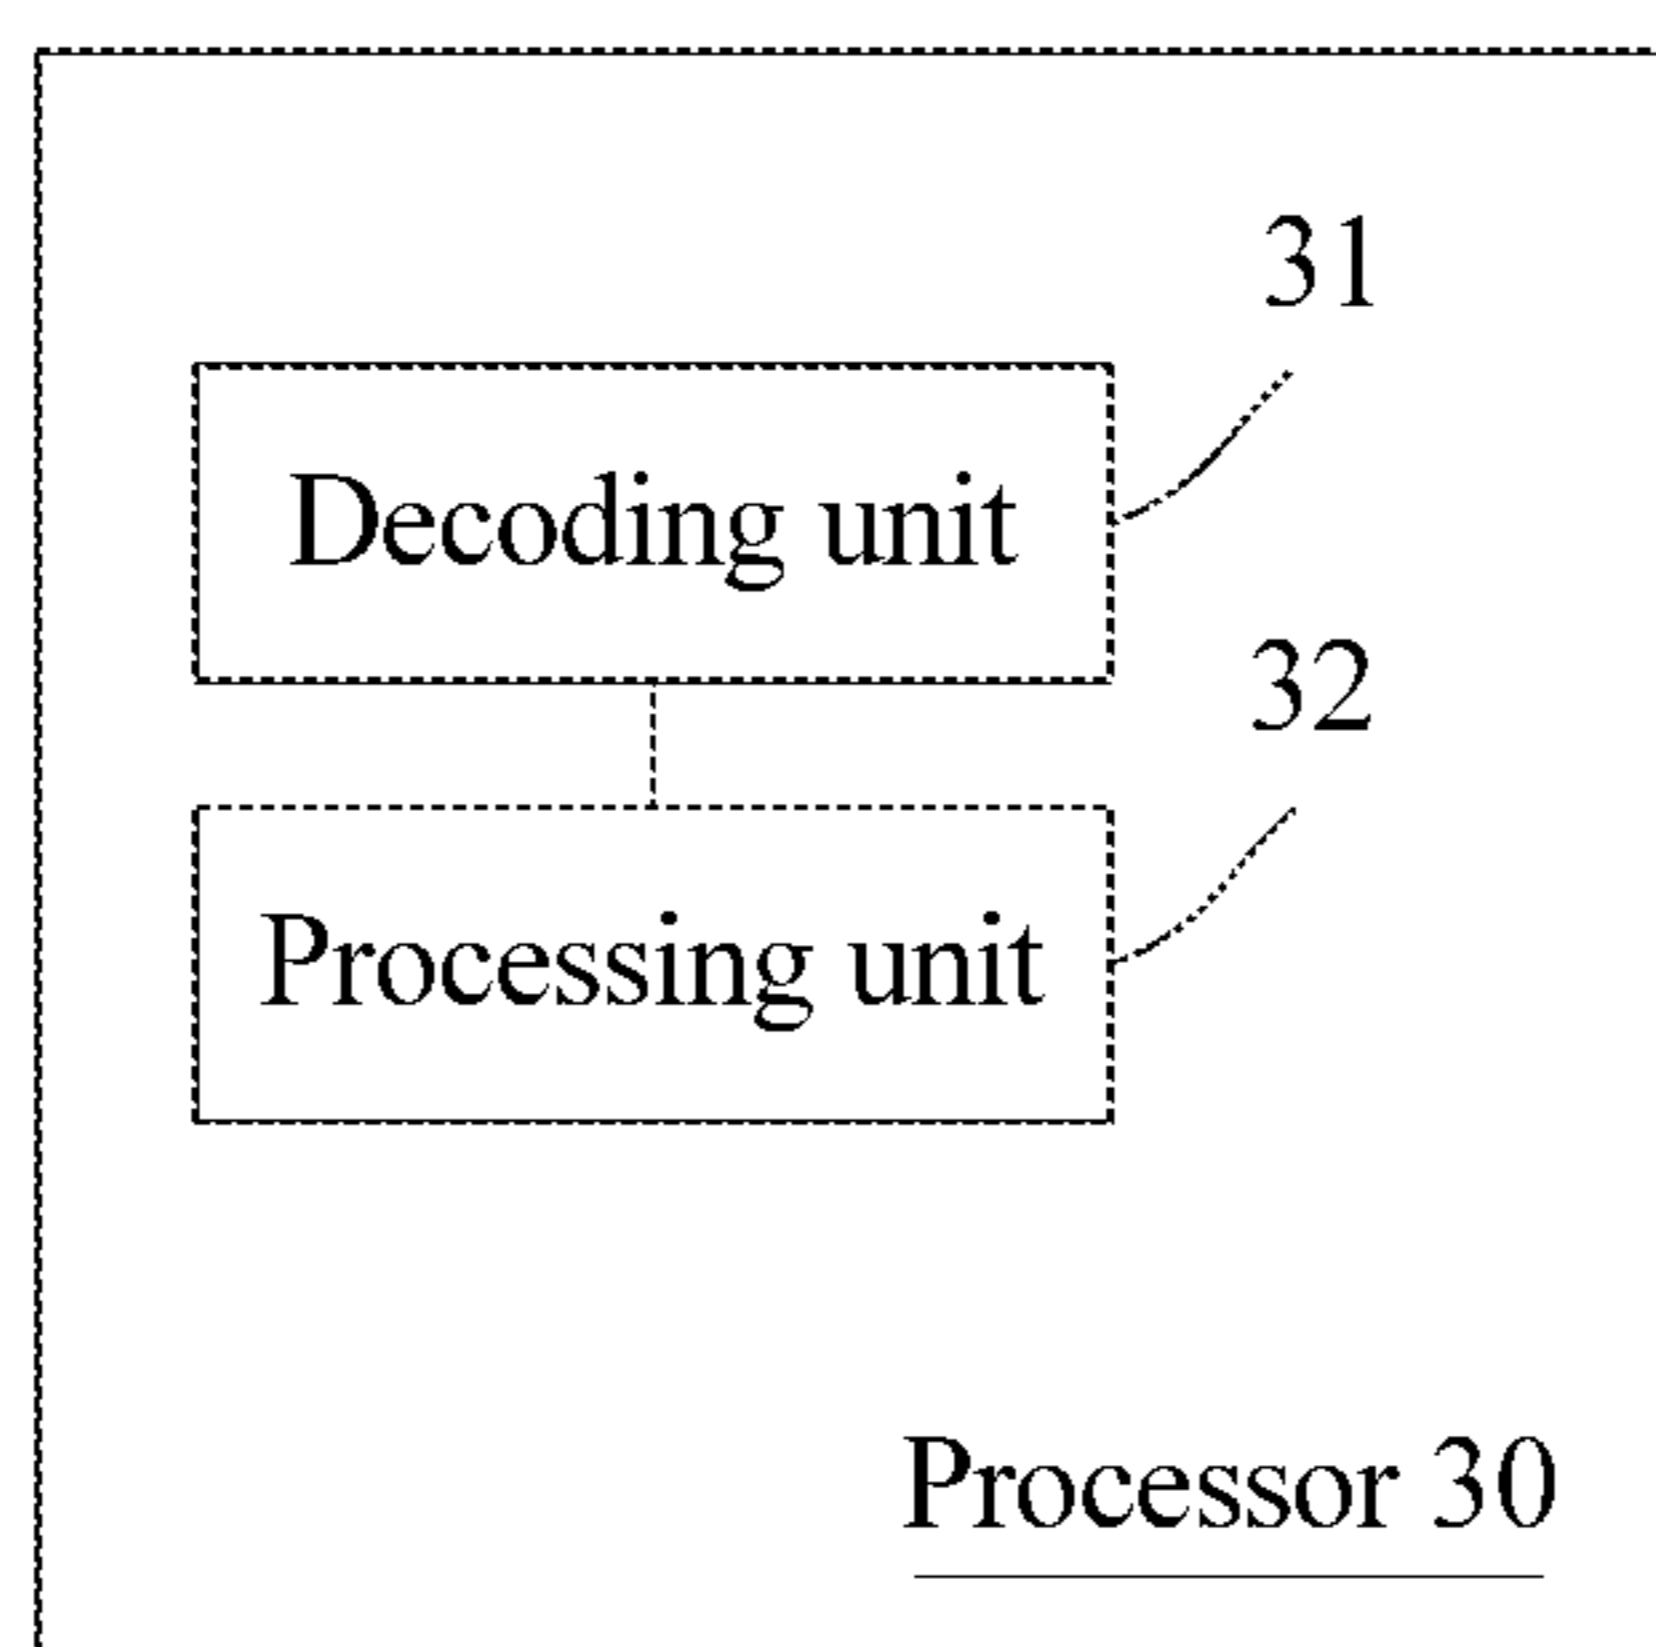 31
Decoding unit
32
Processing unit
Processor 30